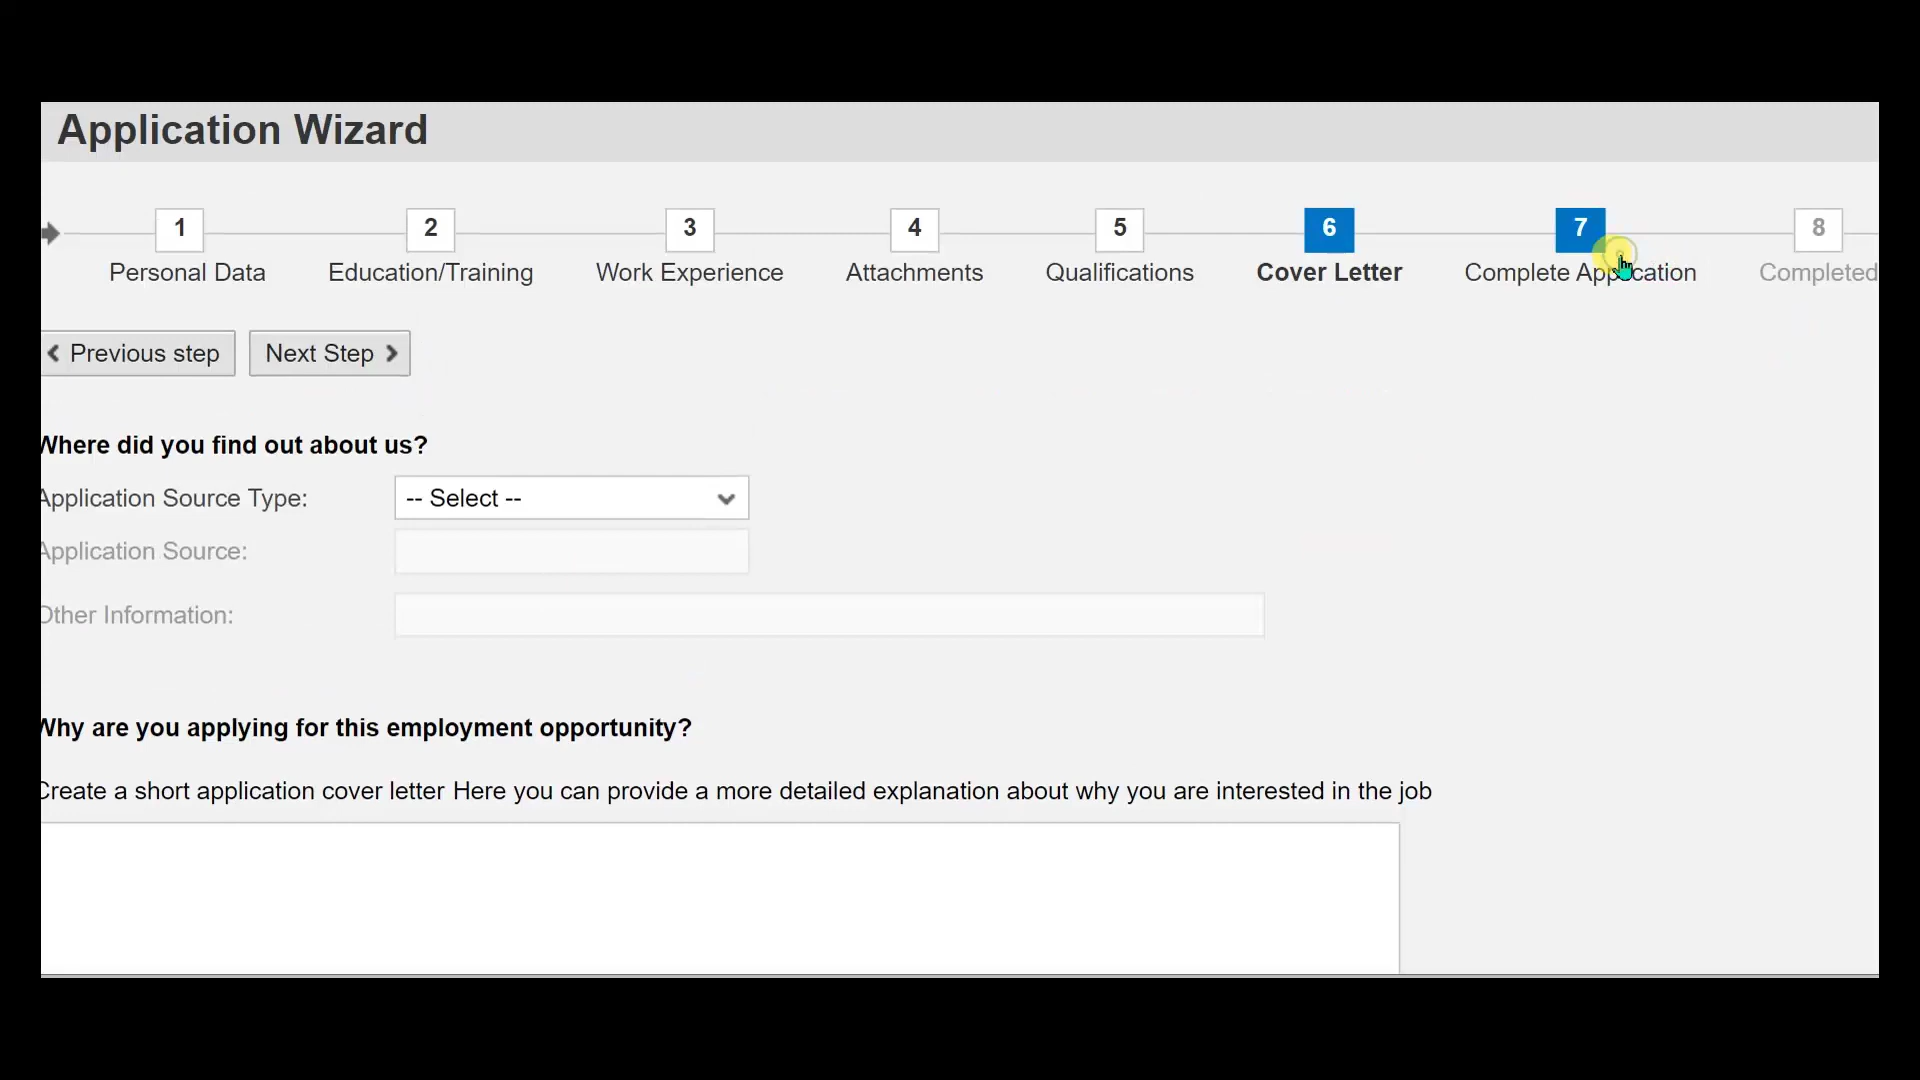 Application Wizard
1 2 3 4 5 6 7 8
Personal Data Education/Training Work Experience Attachments Qualifications Cover Letter Complete Application Completed
Previous step Next Step
Where did you find out about us?
Application Source Type: -- Select --
Application Source:
Other Information:
Why are you applying for this employment opportunity?
Create a short application cover letter Here you can provide a more detailed explanation about why you are interested in the job